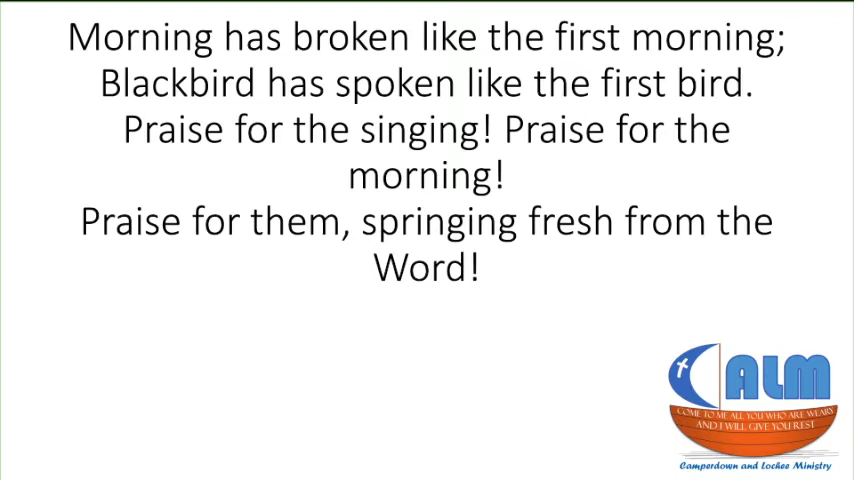 Morning has broken like the first morning;
Blackbird has spoken like the first bird.
Praise for the singing! Praise for the
morning!
Praise for them, springing fresh from the
Word!
CALM
COME TO ME ALL YOU WHO ARE WEARY
AND I WILL GIVE YOU REST
Camperdown and Lochee Ministry